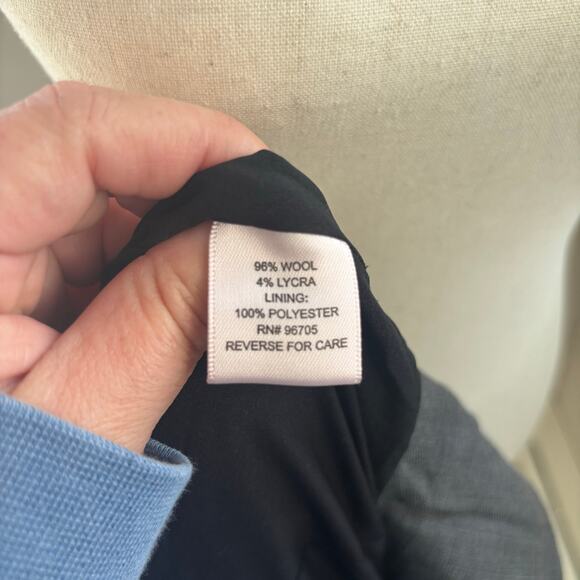 96% WOOL
4% LYCRA
LINING:
100% POLYESTER
RN# 96705
REVERSE FOR CARE